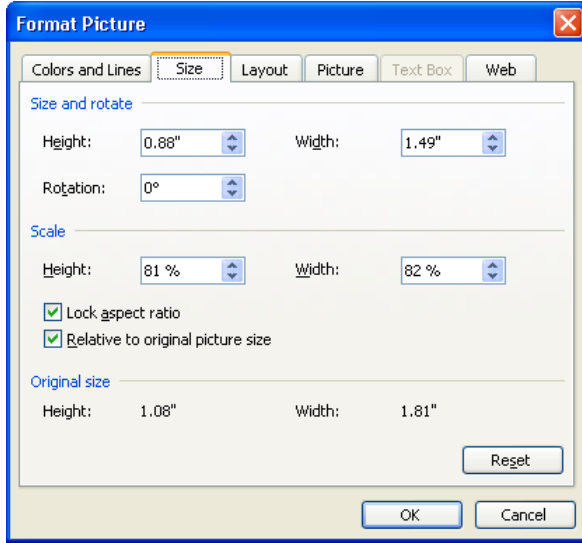 Format Picture
Colors and Lines Size Layout Picture Text Box Web
Size and rotate
Height: 0.88" Width: 1.49"
Rotation: 0°
Scale
Height: 81 % Width: 82 %
Lock aspect ratio
Relative to original picture size
Original size
Height: 1.08" Width: 1.81"
Reset
OK Cancel